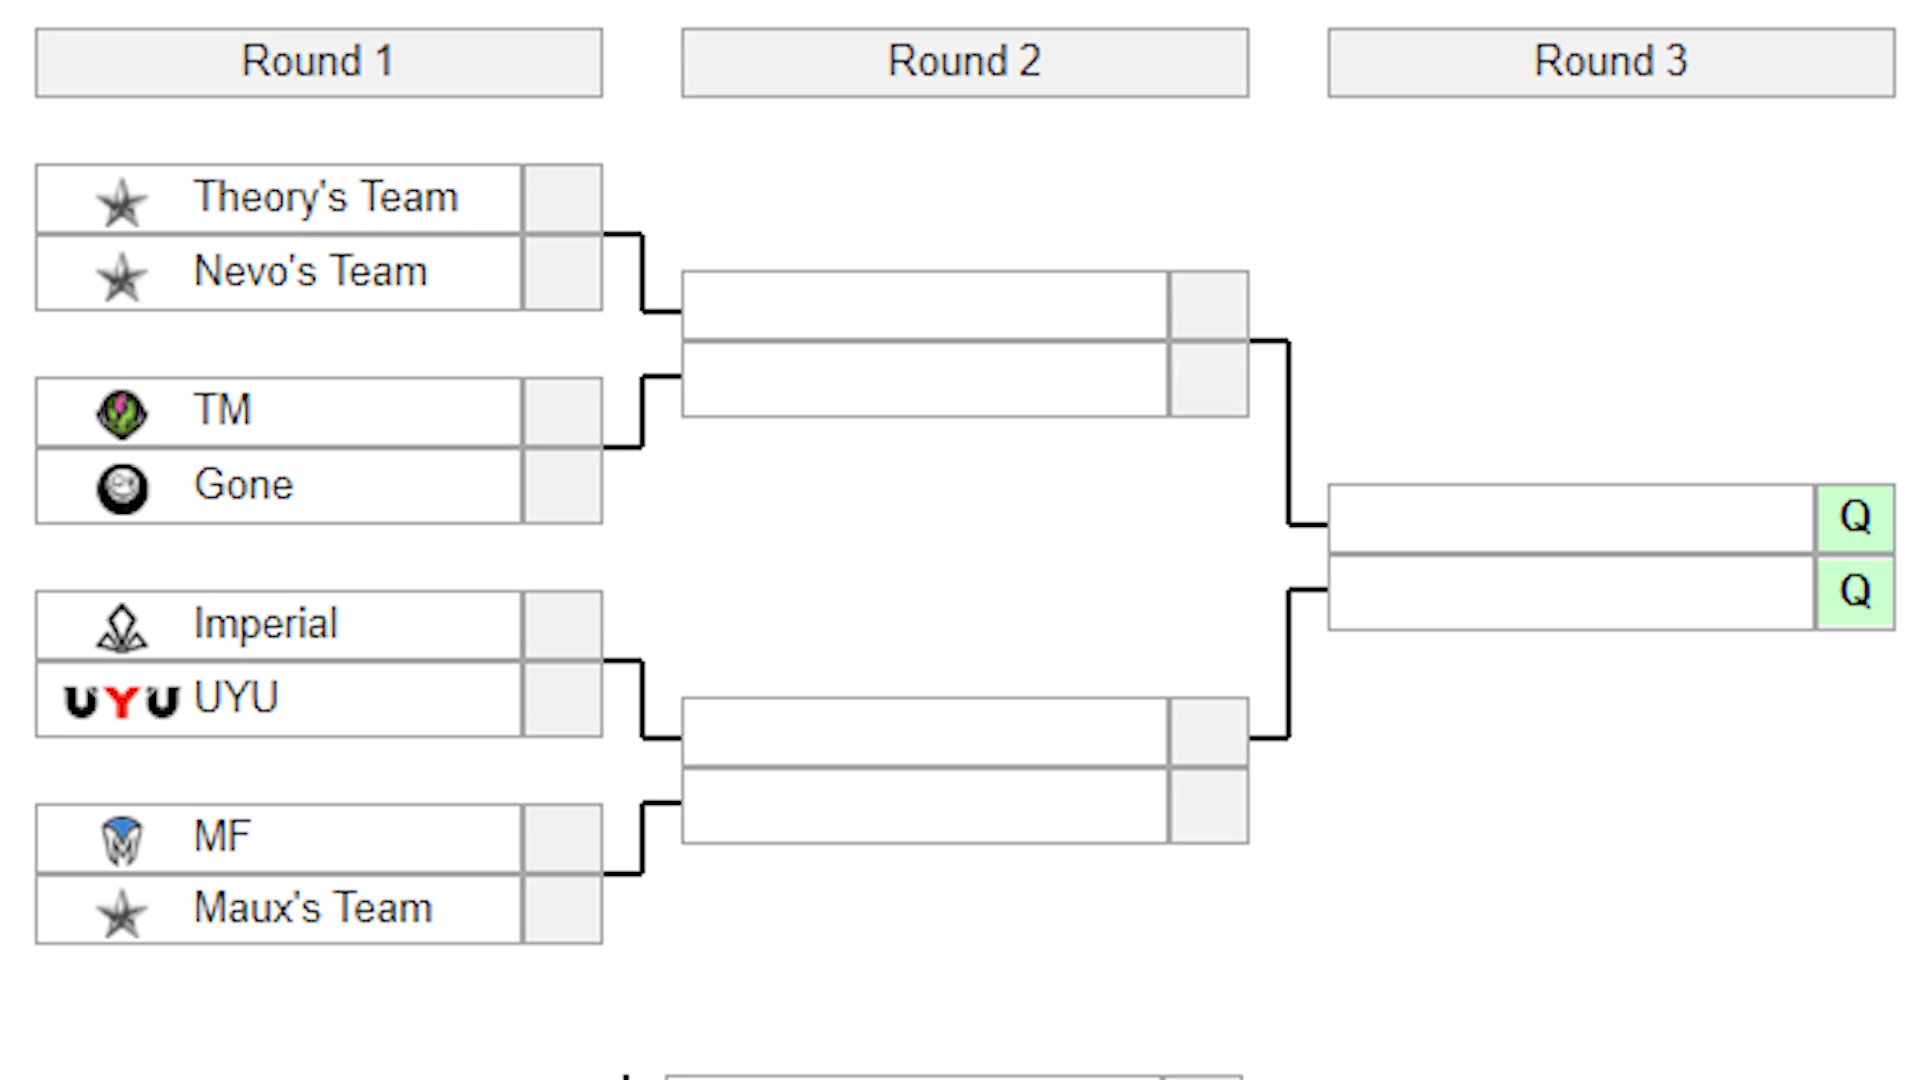 Round 1
Round 2
Round 3
Theory's Team
Nevo's Team
TM
Gone
Imperial
UYU UYU
MF
Maux's Team
Q
Q